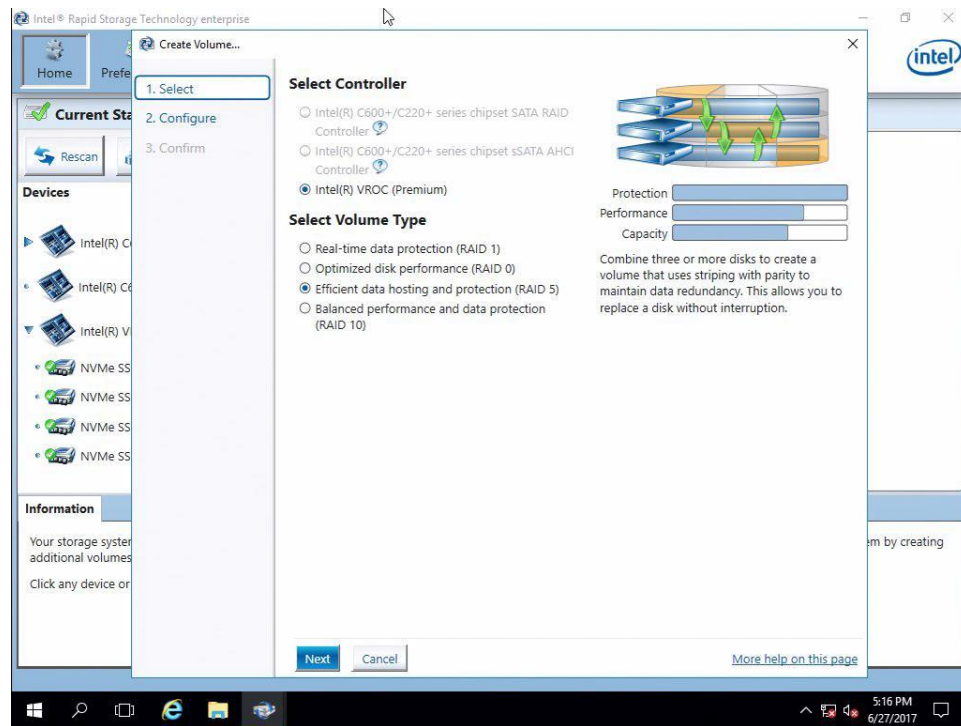 Intel® Rapid Storage Technology enterprise
Create Volume...
Home
Prefe
intel
Current Sta
Rescan
Devices
Intel(R) C
Intel(R) C6
Intel(R) V
NVMe SS
NVMe SS
NVMe SS
NVMe SS
1. Select
2. Configure
3. Confirm
Select Controller
Intel(R) C600+/C220+ series chipset SATA RAID
Controller
Intel(R) C600+/C220+ series chipset sSATA AHCI
Controller
Intel(R) VROC (Premium)
Select Volume Type
Real-time data protection (RAID 1)
Optimized disk performance (RAID 0)
Efficient data hosting and protection (RAID 5)
Balanced performance and data protection
(RAID 10)
Protection
Performance
Capacity
Combine three or more disks to create a
volume that uses striping with parity to
maintain data redundancy. This allows you to
replace a disk without interruption.
Information
Your storage system
em by creating
additional volumes
Click any device or
Next
Cancel
More help on this page
5:16 PM
6/27/2017